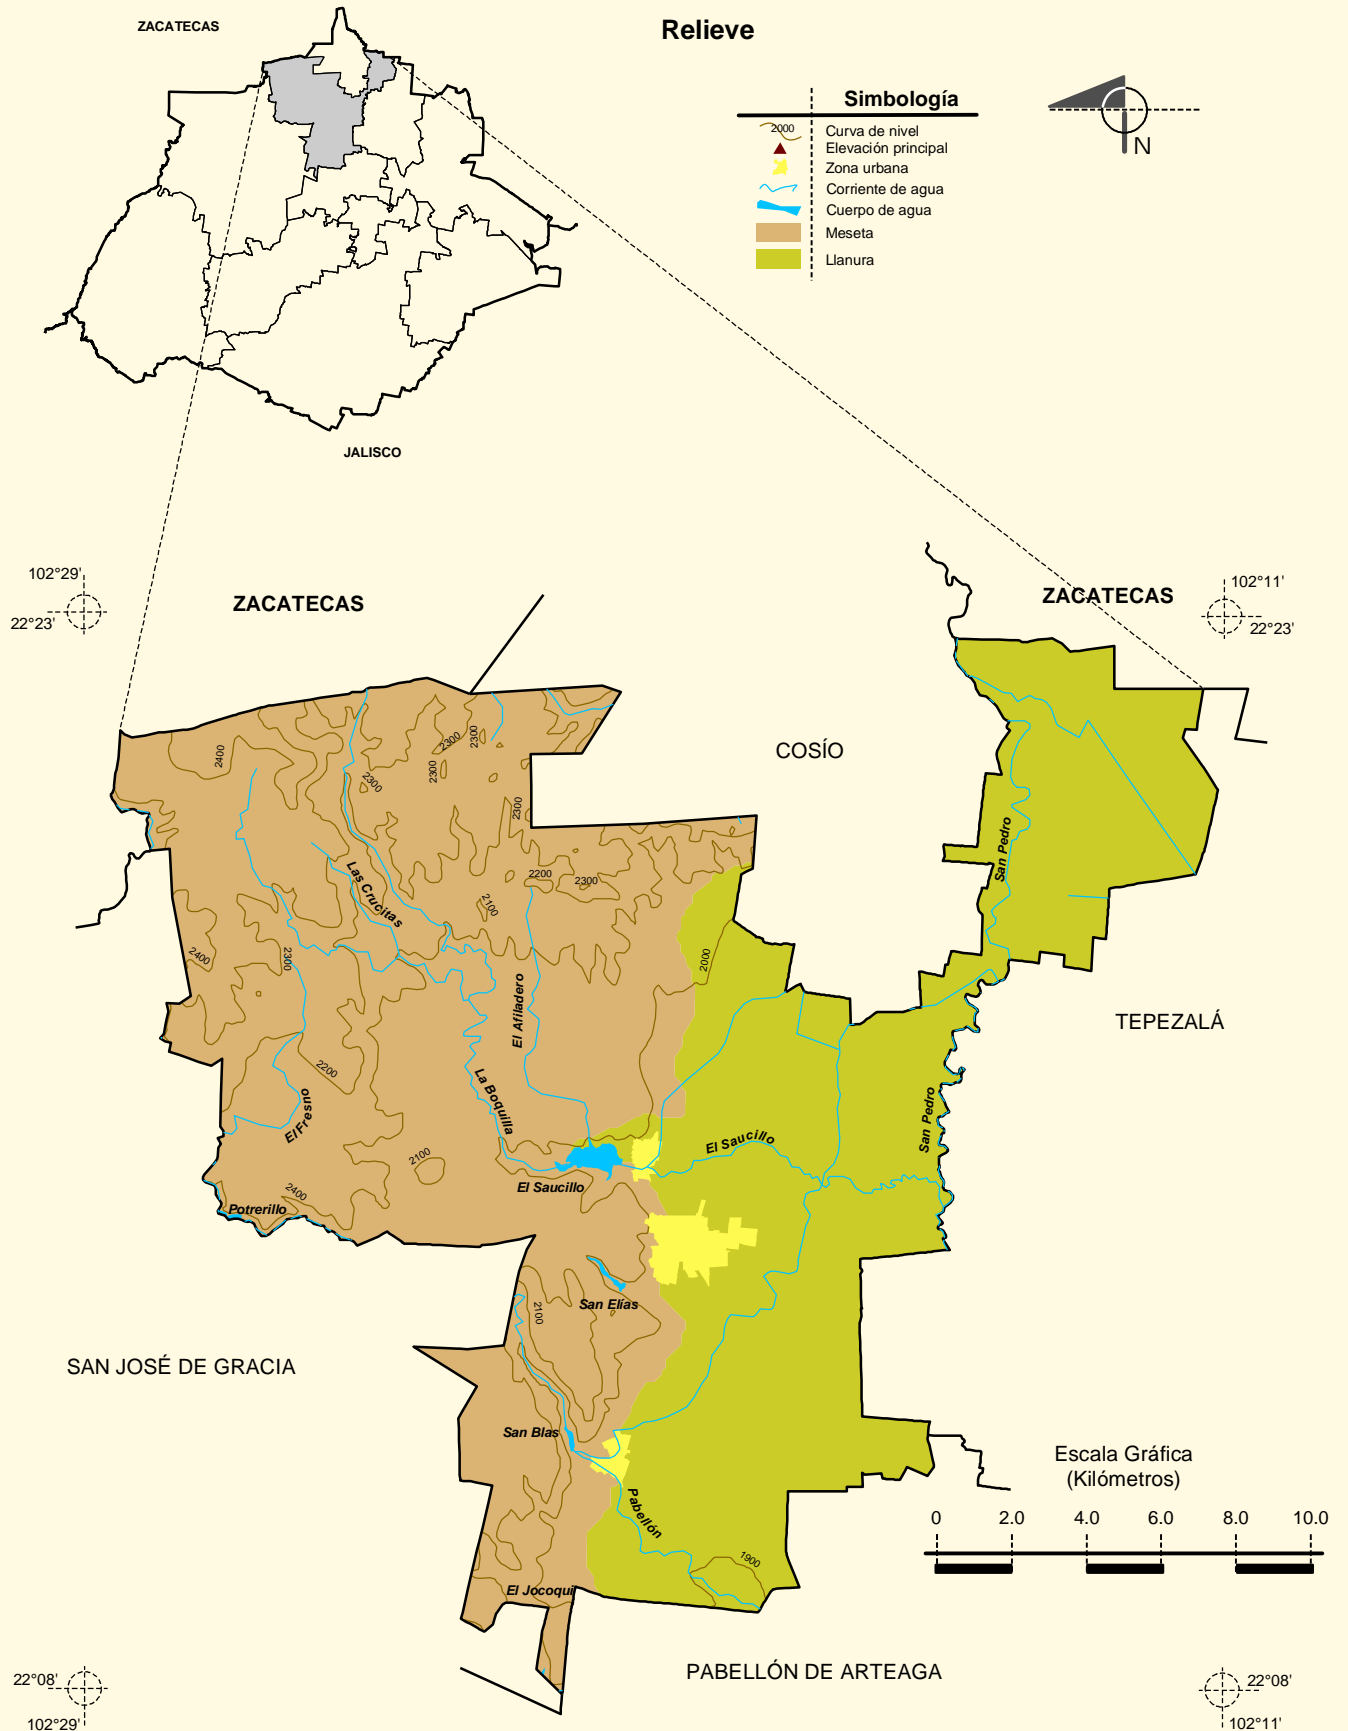 Relieve
ZACATECAS
JALISCO
Simbología
2000
Curva de nivel
Elevación principal
Zona urbana
Corriente de agua
Cuerpo de agua
Meseta
Llanura
N
102°29'
22°23'
ZACATECAS
ZACATECAS
102°11'
22°23'
COSÍO
2400
2300
2300
2300
2300
2300
San Pedro
Las Crucitas
2200
2300
2100
2400
2300
2000
El Afiladero
TEPEZALÁ
2200
La Boquilla
El Fresno
San Pedro
El Saucillo
2100
El Saucillo
2400
Potrerillo
San Elías
2100
SAN JOSÉ DE GRACIA
San Blas
Pabellón
1900
El Jocoqui
Escala Gráfica
(Kilómetros)
0 2.0 4.0 6.0 8.0 10.0
PABELLÓN DE ARTEAGA
22°08'
102°29'
22°08'
102°11'